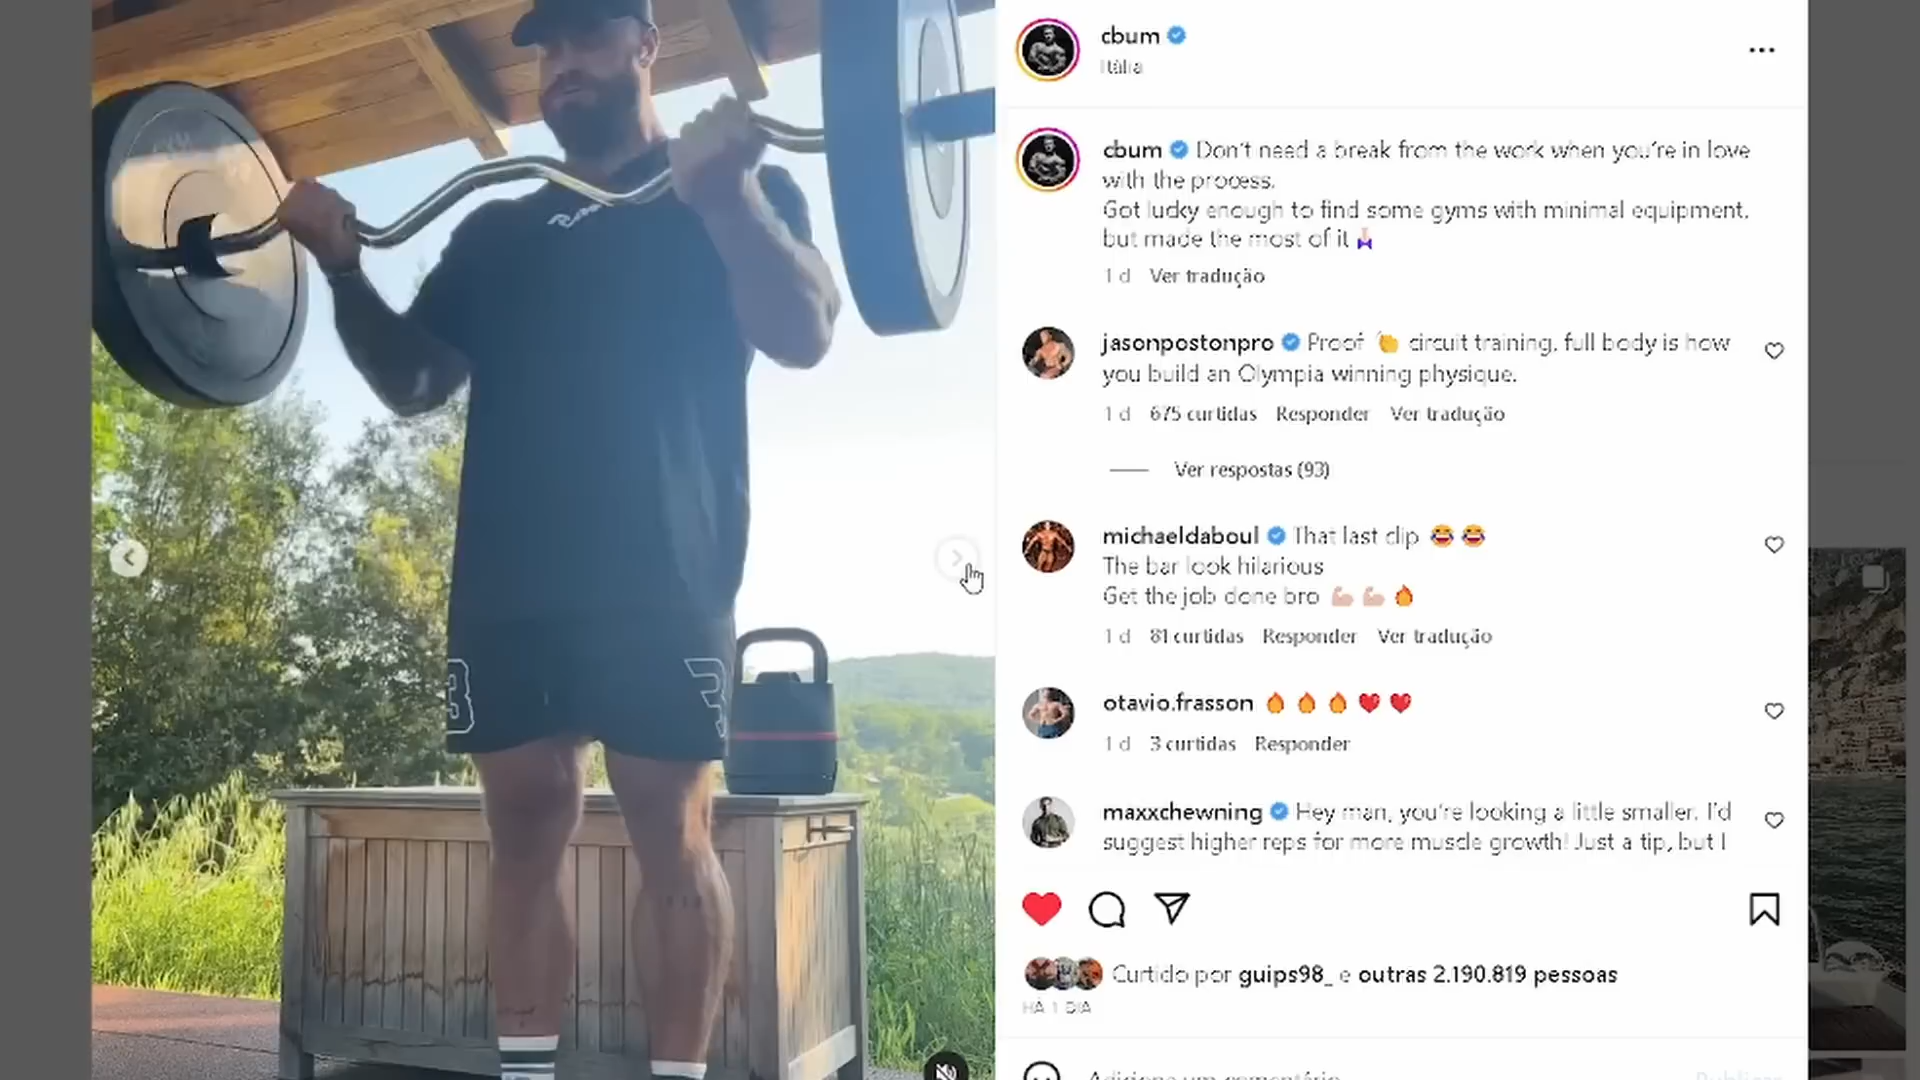 cbum
Itália
cbum Don't need a break from the work when you're in love
with the process.
Got lucky enough to find some gyms with minimal equipment,
but made the most of it
1 d Ver tradução
jasonpostonpro Proof 👏 circuit training, full body is how
you build an Olympia winning physique.
1 d 675 curtidas Responder Ver tradução
Ver respostas (93)
michaeldaboul That last clip 😂😂
The bar look hilarious
Get the job done bro 💪🏼💪🏼🔥
1 d 81 curtidas Responder Ver tradução
otavio.frasson 🔥🔥🔥❤️❤️
1 d 3 curtidas Responder
maxxchewning Hey man, you're looking a little smaller. I'd
suggest higher reps for more muscle growth! Just a tip, but I
Curtido por guips98_ e outras 2.190.819 pessoas
HÁ 1 DIA
Adicione um comentário
Publicar